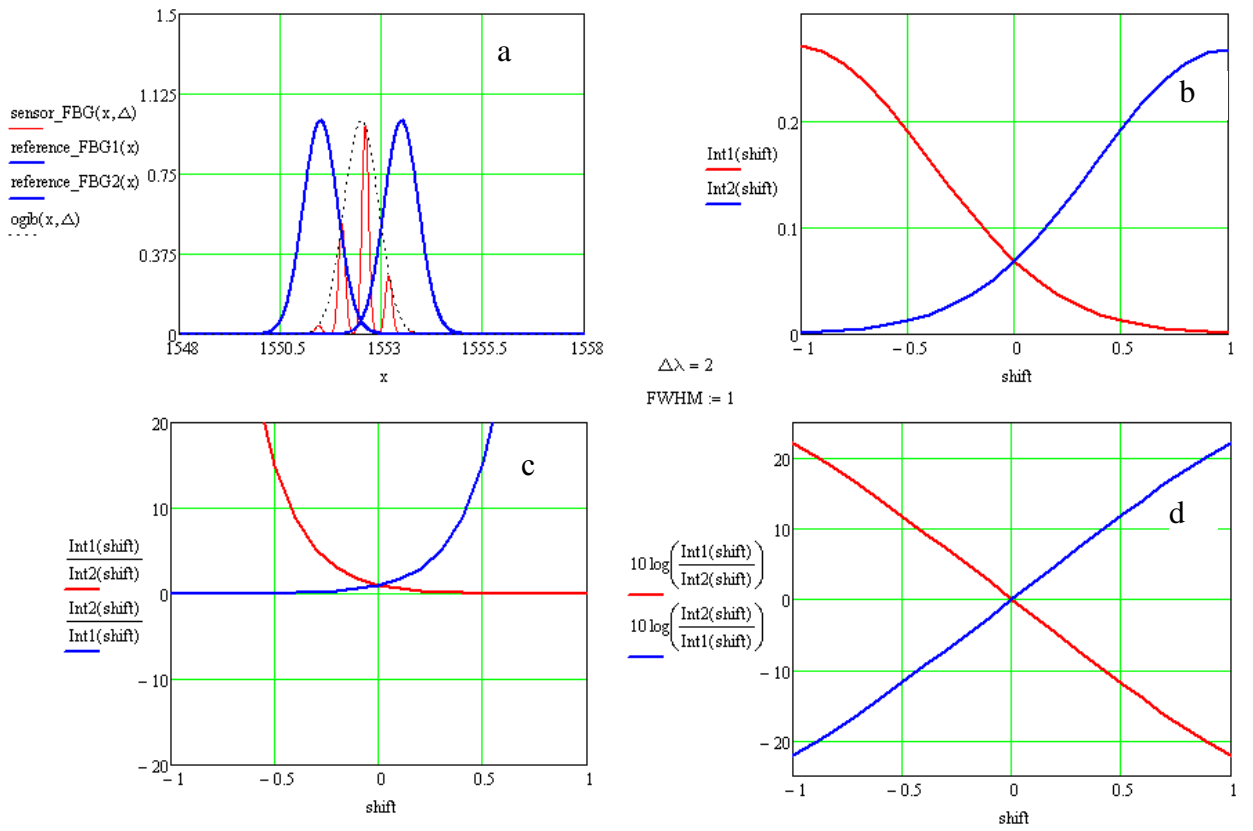 1.5
1.125
0.75
0.375
0
1548
1550.5
1553
1555.5
1558
x
a
sensor_FBG(x,Δ)
reference_FBG1(x)
reference_FBG2(x)
ogib(x,Δ)
0.2
0.1
0
− 1
− 0.5
0
0.5
1
shift
b
Int1(shift)
Int2(shift)
Δλ = 2
FWHM := 1
20
10
0
− 10
− 20
− 1
− 0.5
0
0.5
1
shift
c
Int1(shift)
Int2(shift)
Int2(shift)
Int1(shift)
20
10
0
− 10
− 20
− 1
− 0.5
0
0.5
1
shift
d
10 log(Int1(shift)/Int2(shift))
10 log(Int2(shift)/Int1(shift))